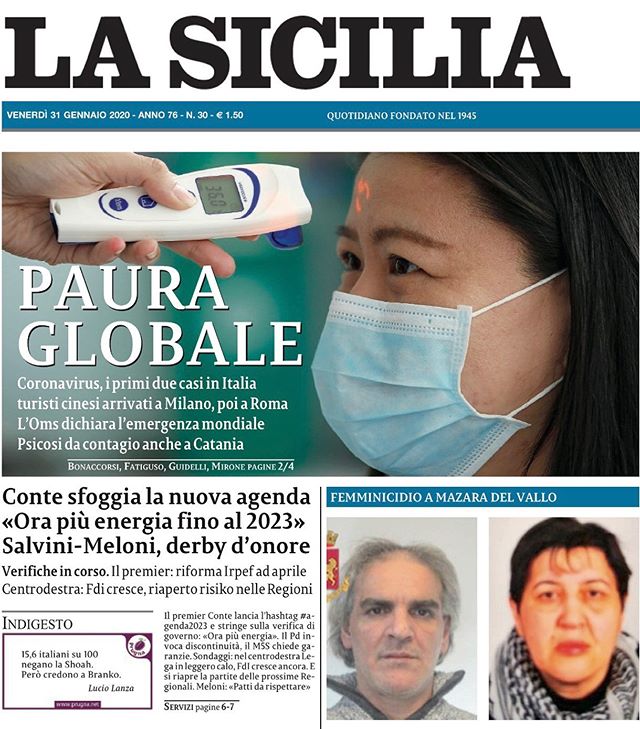 LA SICILIA
VENERDÌ 31 GENNAIO 2020 - ANNO 76 - N. 30 - € 1.50
QUOTIDIANO FONDATO NEL 1945
PAURA
GLOBALE
Coronavirus, i primi due casi in Italia
turisti cinesi arrivati a Milano, poi a Roma
L'Oms dichiara l'emergenza mondiale
Psicosi da contagio anche a Catania
BONACCORSI, FATIGUSO, GUIDELLI, MIRONE PAGINE 2/4
Conte sfoggia la nuova agenda
«Ora più energia fino al 2023»
Salvini-Meloni, derby d'onore
Verifiche in corso. Il premier: riforma Irpef ad aprile
Centrodestra: Fdi cresce, riaperto risiko nelle Regioni
INDIGESTO
15,6 italiani su 100
negano la Shoah.
Però credono a Branko.
Lucio Lanza
www.prugna.net
Il premier Conte lancia l'hashtag #a-
genda2023 e stringe sulla verifica di
governo: «Ora più energia». Il Pd in-
voca discontinuità, il M5S chiede ga-
ranzie. Sondaggi: nel centrodestra Le-
ga in leggero calo, FdI cresce ancora. E
si riapre la partite delle prossime Re-
gionali. Meloni: «Patti da rispettare»
SERVIZI pagine 6-7
FEMMINICIDIO A MAZARA DEL VALLO